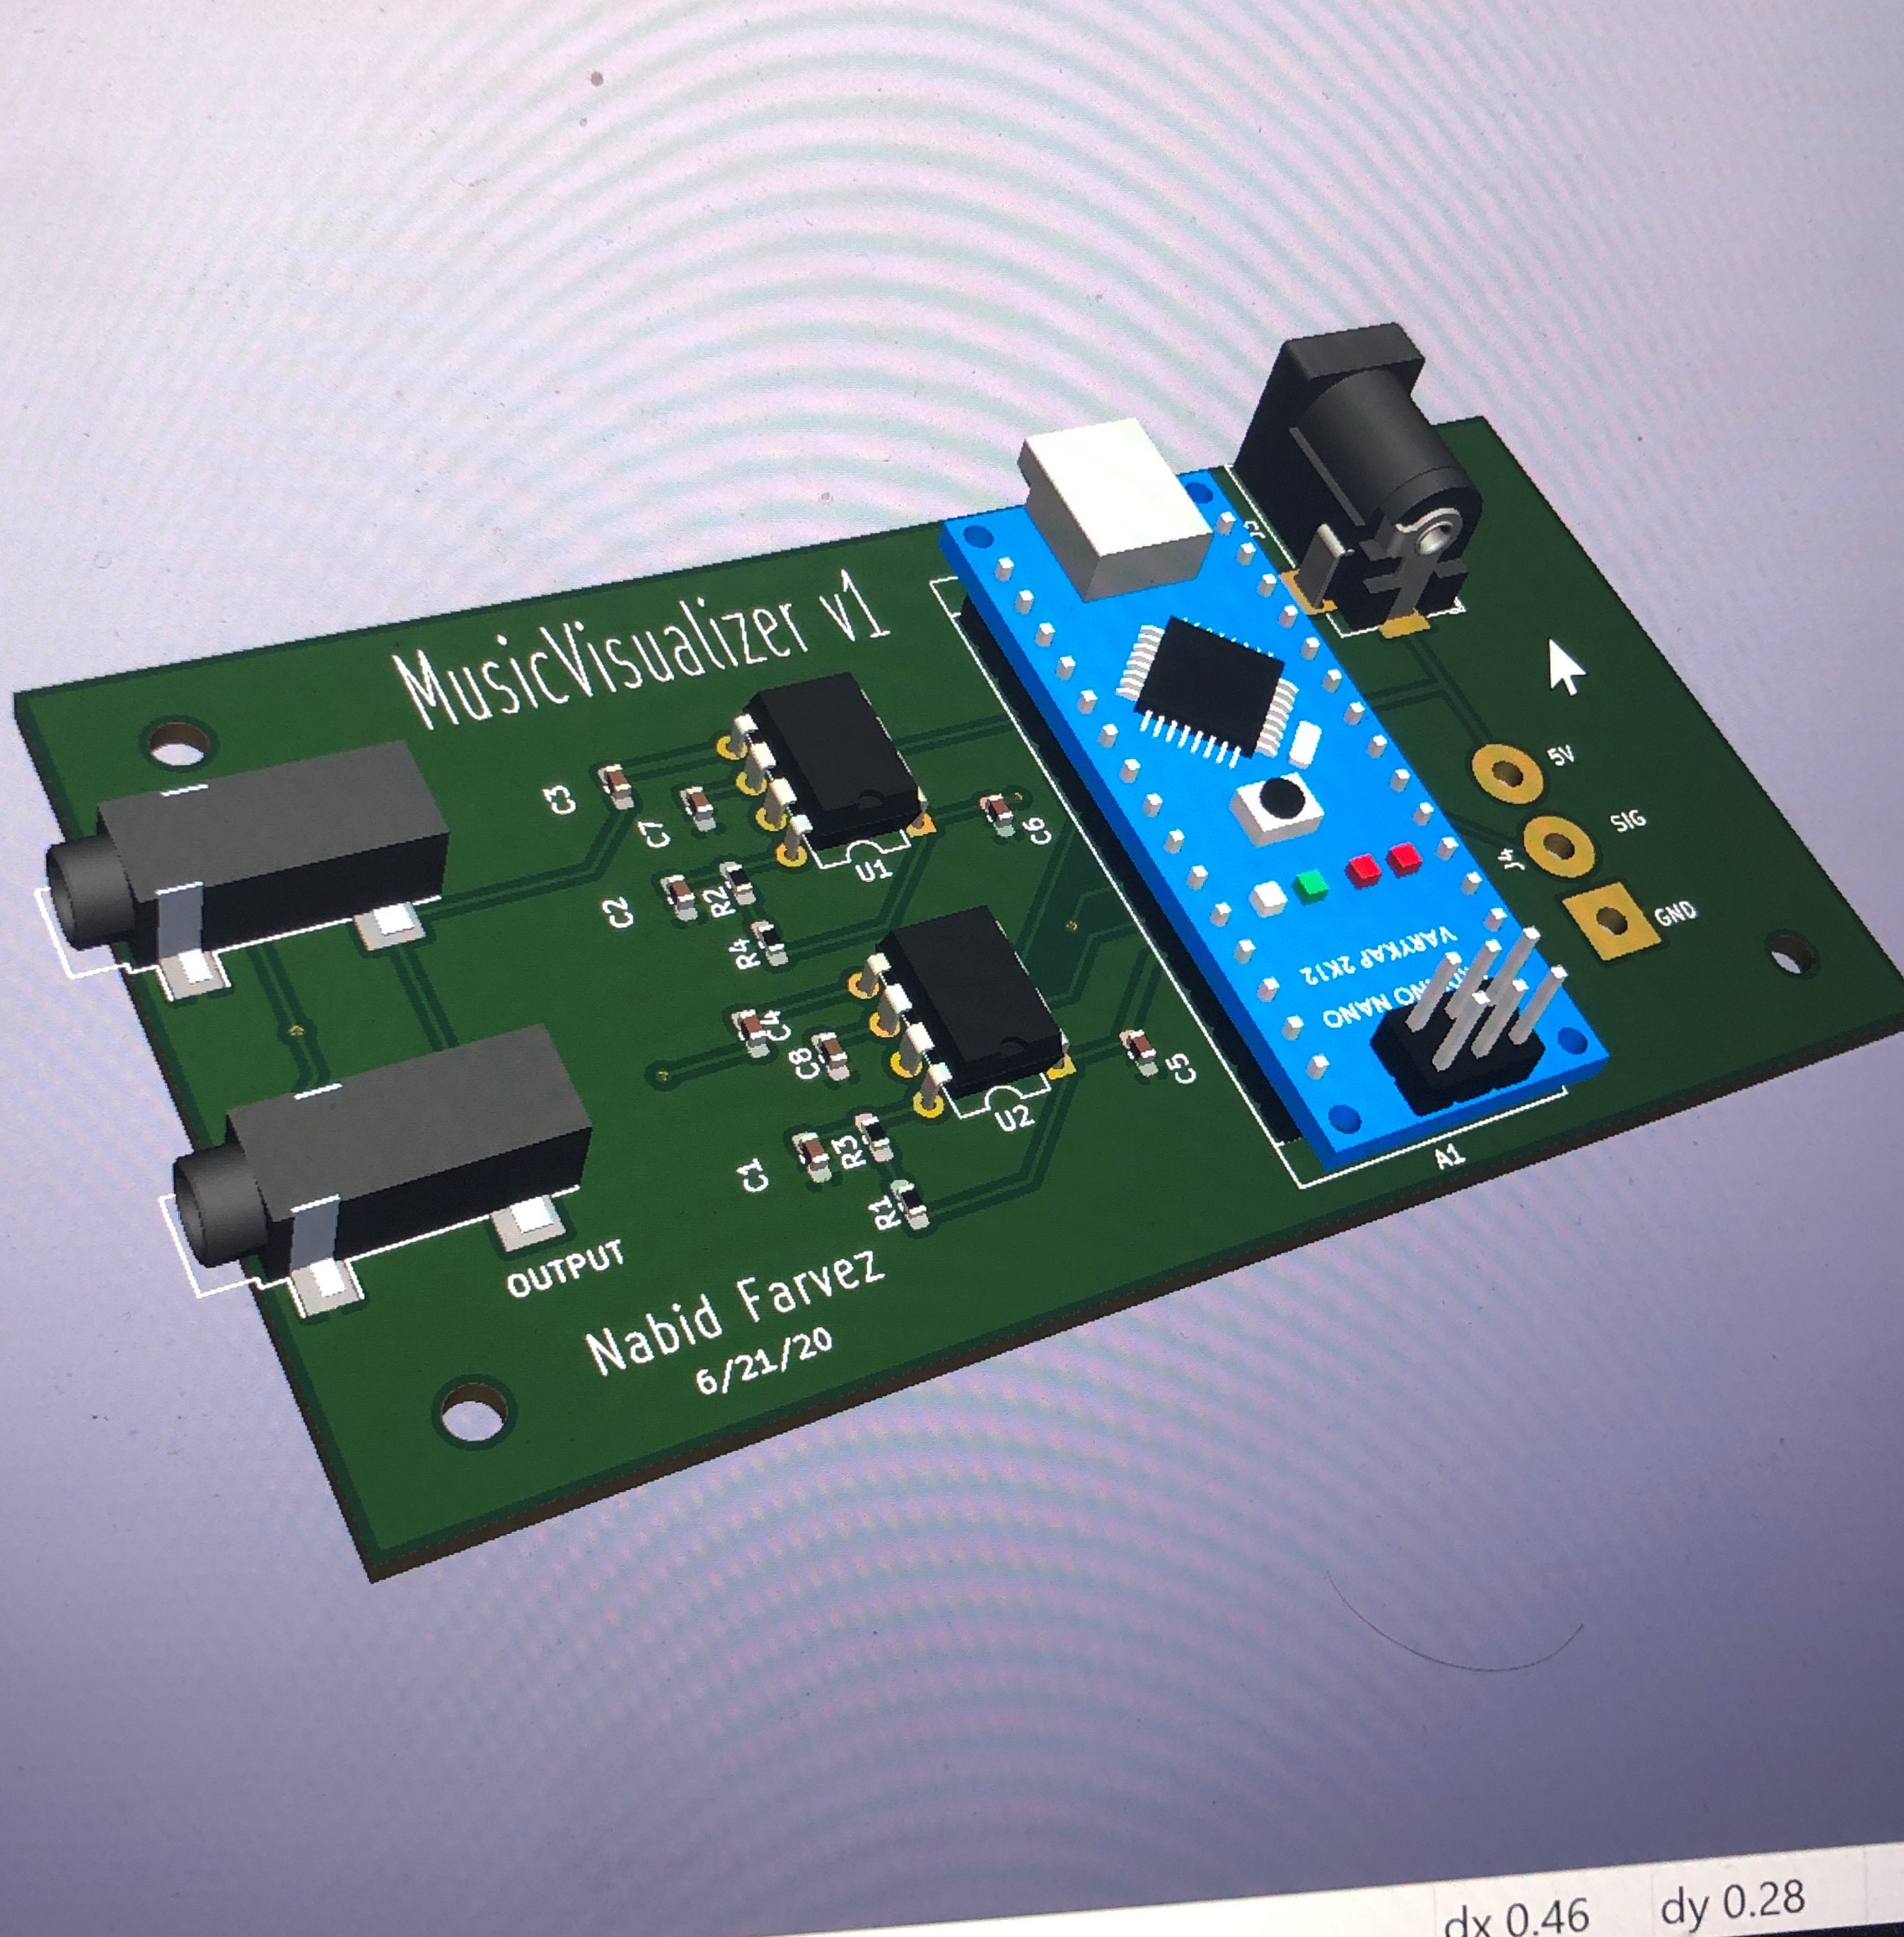 MusicVisualizer v1
C3
C7
C6
U1
C2
R2
R4
5V
SIG
J4
GND
C4
C8
C5
U2
C1
R3
R1
VARYKAP 2K12
NANO
A1
OUTPUT
Nabid Farvez
6/21/20
dx 0.46 dy 0.28